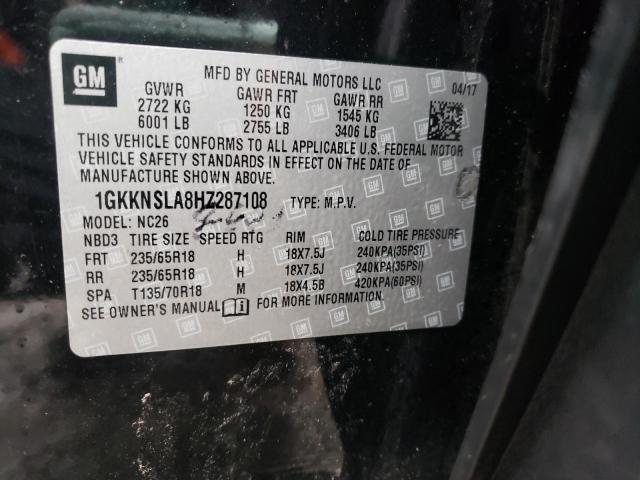 GM
MFD BY GENERAL MOTORS LLC
04/17
GVWR GAWR FRT GAWR RR
2722 KG 1250 KG 1545 KG
6001 LB 2755 LB 3406 LB
THIS VEHICLE CONFORMS TO ALL APPLICABLE U.S. FEDERAL MOTOR
VEHICLE SAFETY STANDARDS IN EFFECT ON THE DATE OF
MANUFACTURE SHOWN ABOVE.
1GKKNSLA8HZ287108 TYPE: M.P.V.
MODEL: NC26
NBD3 TIRE SIZE SPEED RTG RIM COLD TIRE PRESSURE
FRT 235/65R18 H 18X7.5J 240KPA(35PSI)
RR 235/65R18 H 18X7.5J 240KPA(35PSI)
SPA T135/70R18 M 18X4.5B 420KPA(60PSI)
SEE OWNER'S MANUAL FOR MORE INFORMATION